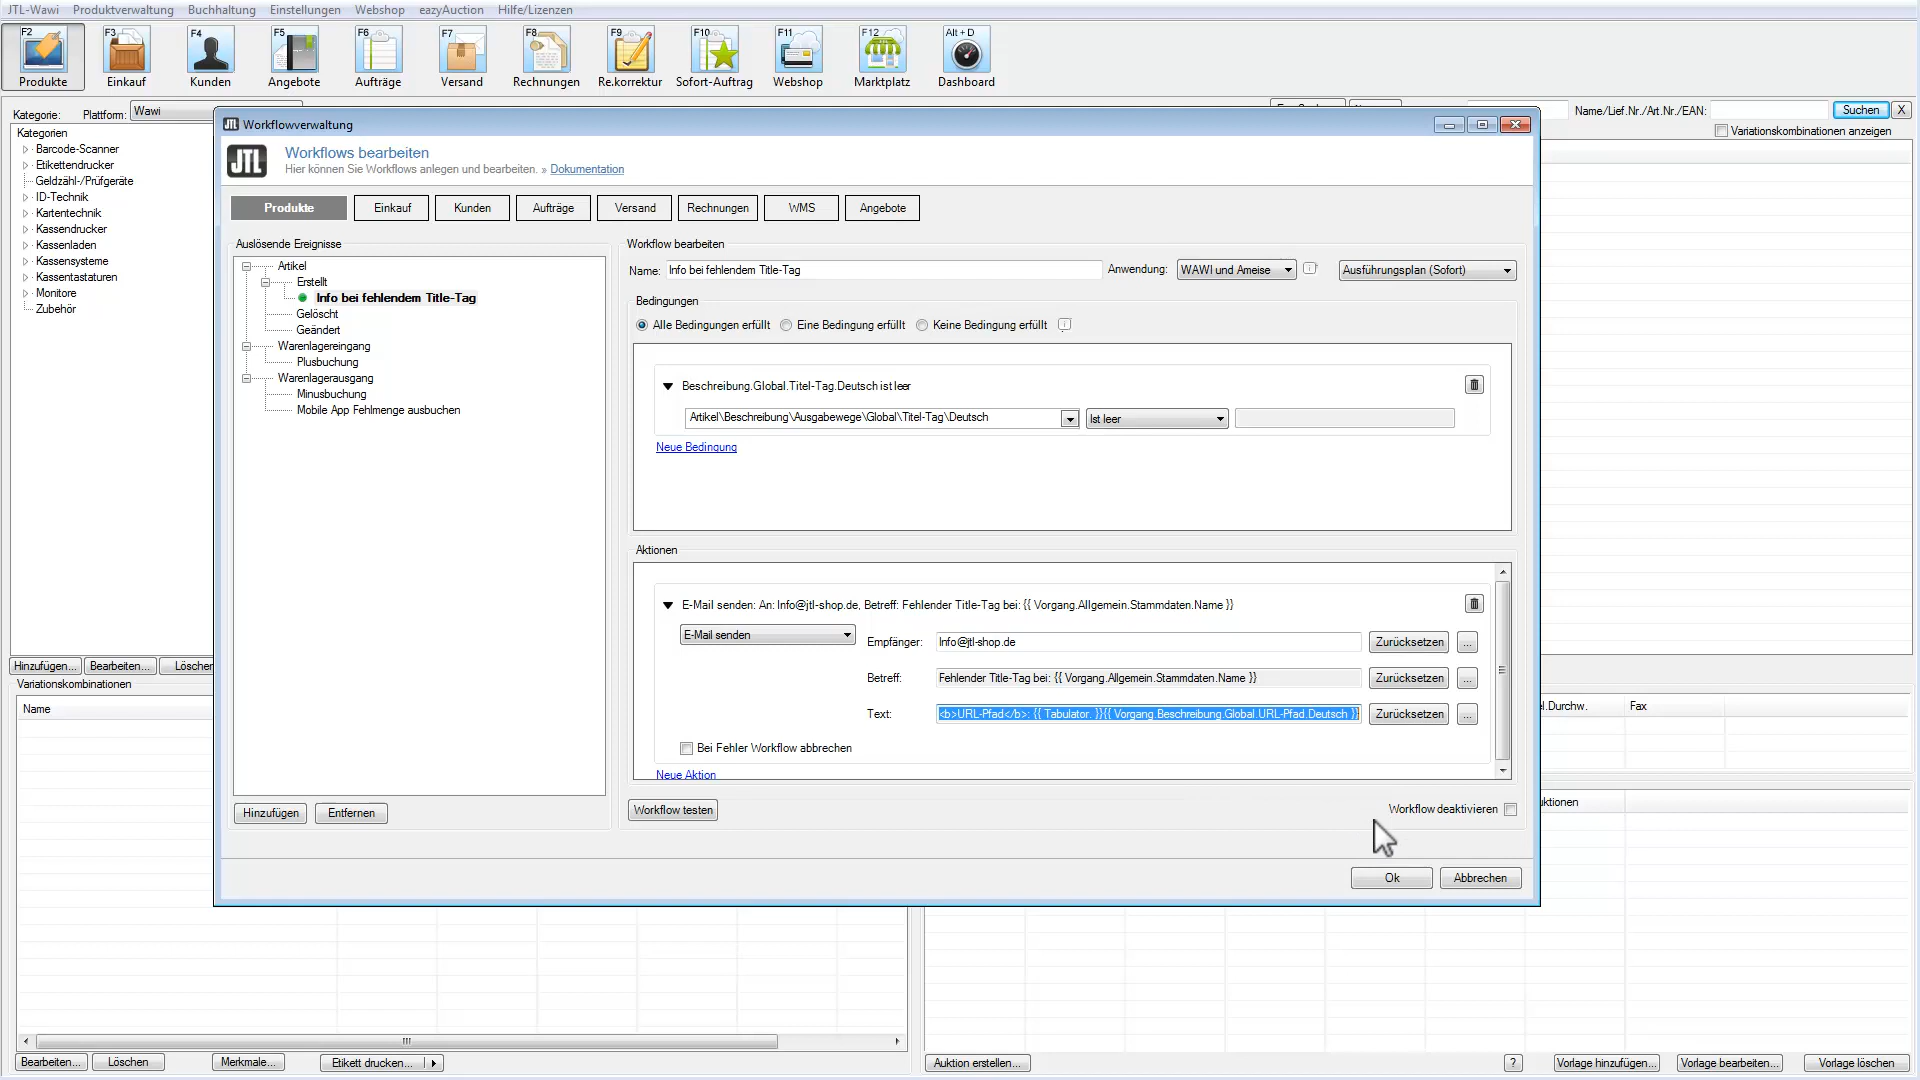 JTL-Wawi Produktverwaltung Buchhaltung Einstellungen Webshop eazyAuction Hilfe/Lizenzen
F2 F3 F4 F5 F6 F7 F8 F9 F10 F11 F12 Alt + D
Produkte Einkauf Kunden Angebote Aufträge Versand Rechnungen Re.korrektur Sofort-Auftrag Webshop Marktplatz Dashboard
Kategorie: Plattform: Wawi
Name/Lief.Nr./Art.Nr./EAN: Suchen X
Variationskombinationen anzeigen
Kategorien
Barcode-Scanner
Etikettendrucker
Geldzähl-/Prüfgeräte
ID-Technik
Kartentechnik
Kassendrucker
Kassenladen
Kassensysteme
Kassentastaturen
Monitore
Zubehör
Hinzufügen... Bearbeiten... Löschen
Variationskombinationen
Name
JTL Workflowverwaltung
JTL
Workflows bearbeiten
Hier können Sie Workflows anlegen und bearbeiten. » Dokumentation
Produkte Einkauf Kunden Aufträge Versand Rechnungen WMS Angebote
Auslösende Ereignisse
Artikel
Erstellt
Info bei fehlendem Title-Tag
Gelöscht
Geändert
Warenlagereingang
Plusbuchung
Warenlagerausgang
Minusbuchung
Mobile App Fehlmenge ausbuchen
Hinzufügen Entfernen
Workflow bearbeiten
Name: Info bei fehlendem Title-Tag Anwendung: WAWI und Ameise Ausführungsplan (Sofort)
Bedingungen
Alle Bedingungen erfüllt Eine Bedingung erfüllt Keine Bedingung erfüllt
Beschreibung.Global.Titel-Tag.Deutsch ist leer
Artikel\Beschreibung\Ausgabewege\Global\Titel-Tag\Deutsch Ist leer
Neue Bedingung
Aktionen
E-Mail senden: An: Info@jtl-shop.de, Betreff: Fehlender Title-Tag bei: {{ Vorgang.Allgemein.Stammdaten.Name }}
E-Mail senden
Empfänger: Info@jtl-shop.de Zurücksetzen ...
Betreff: Fehlender Title-Tag bei: {{ Vorgang.Allgemein.Stammdaten.Name }} Zurücksetzen ...
Text: <b>URL-Pfad</b>: {{ Tabulator. }}{{ Vorgang.Beschreibung.Global.URL-Pfad.Deutsch }} Zurücksetzen ...
Bei Fehler Workflow abbrechen
Neue Aktion
Workflow testen Workflow deaktivieren
Ok Abbrechen
l.Durchw. Fax
ktionen
Bearbeiten... Löschen Merkmale... Etikett drucken...
Auktion erstellen... ? Vorlage hinzufügen... Vorlage bearbeiten... Vorlage löschen